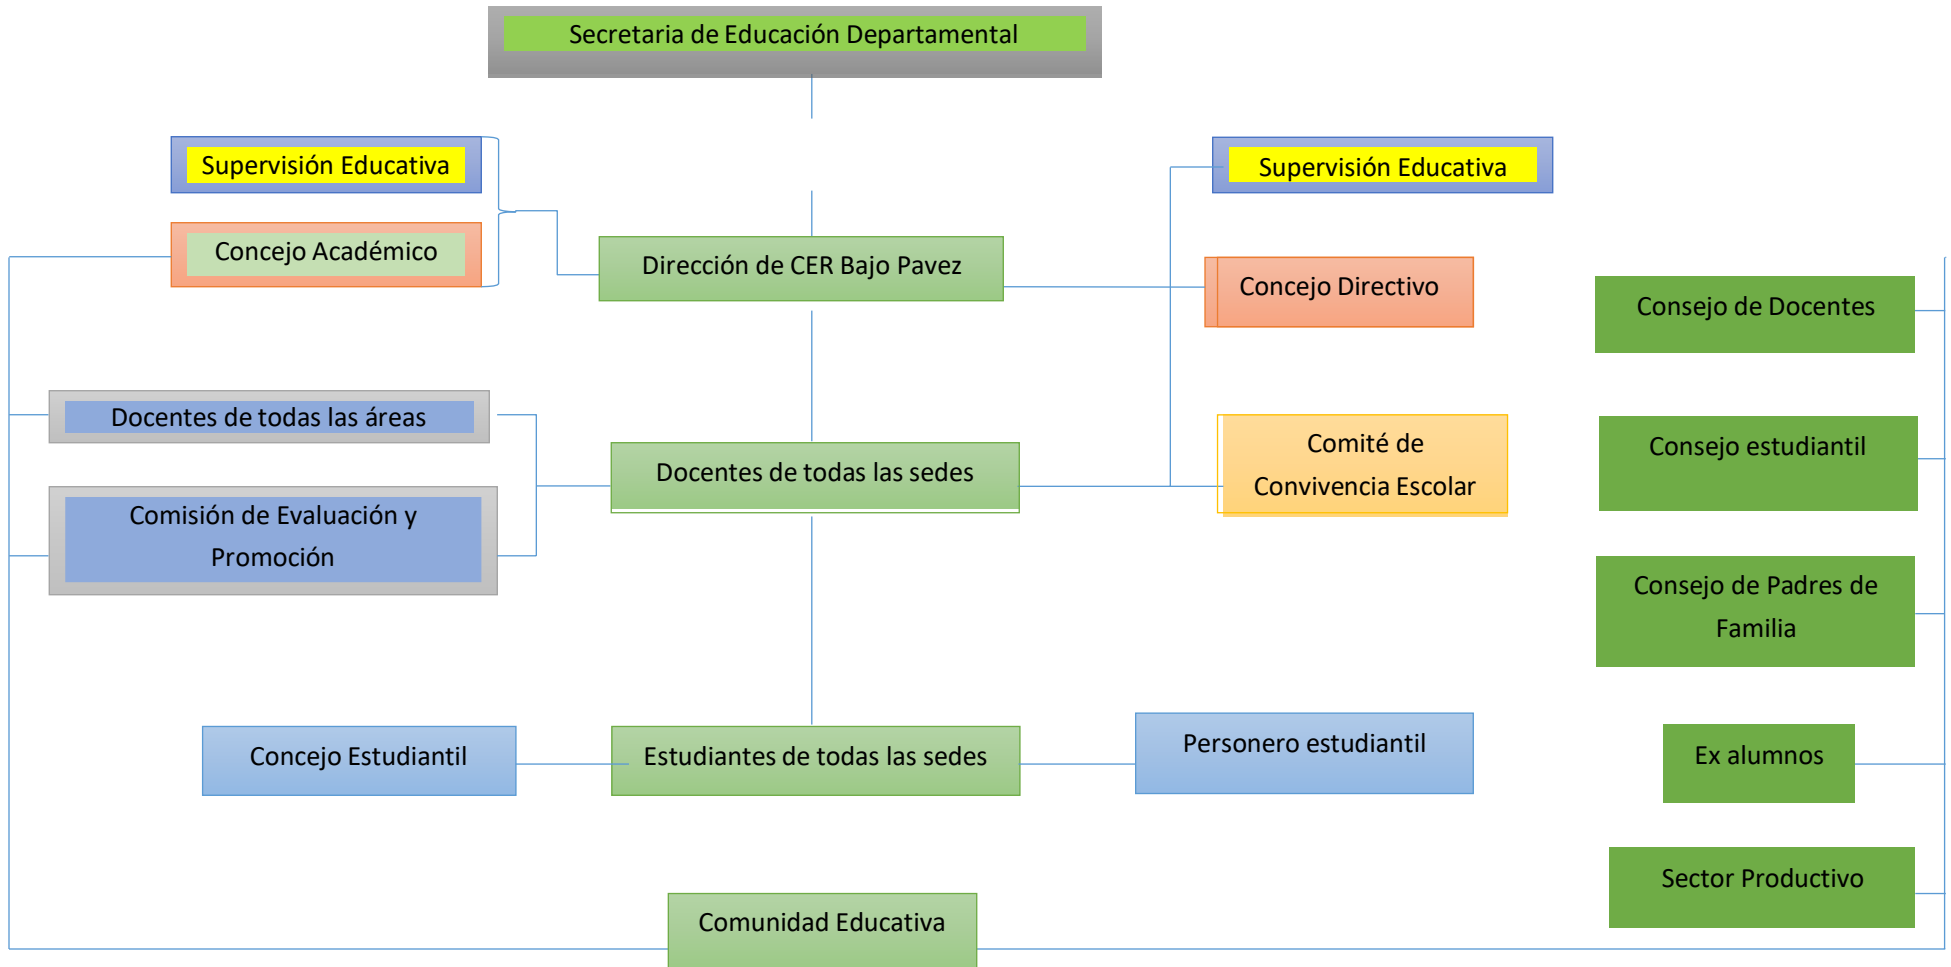 Secretaria de Educación Departamental
Supervisión Educativa
Supervisión Educativa
Concejo Académico
Dirección de CER Bajo Pavez
Concejo Directivo
Consejo de Docentes
Docentes de todas las áreas
Docentes de todas las sedes
Comité de
Convivencia Escolar
Consejo estudiantil
Comisión de Evaluación y
Promoción
Consejo de Padres de
Familia
Concejo Estudiantil
Estudiantes de todas las sedes
Personero estudiantil
Ex alumnos
Sector Productivo
Comunidad Educativa